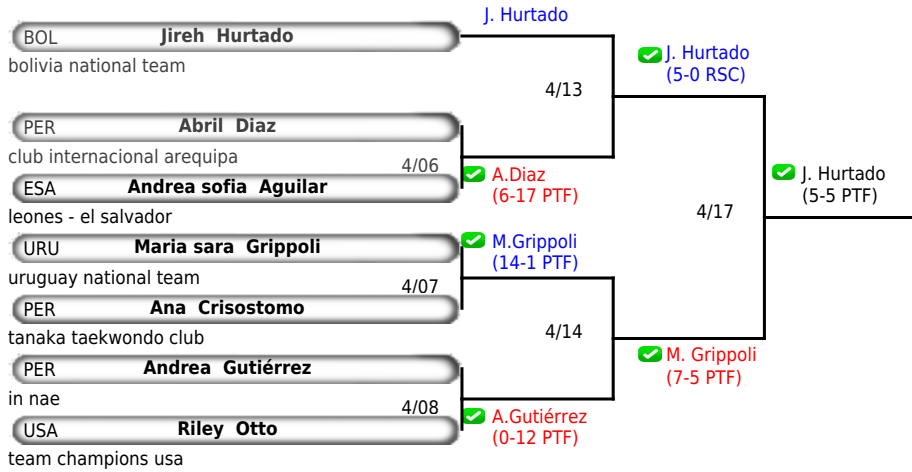 J. Hurtado
BOL Jireh Hurtado
bolivia national team
J. Hurtado
(5-0 RSC)
4/13
PER Abril Diaz
club internacional arequipa
4/06
ESA Andrea sofia Aguilar
leones - el salvador
A.Diaz
(6-17 PTF)
J. Hurtado
(5-5 PTF)
4/17
URU Maria sara Grippoli
uruguay national team
M.Grippoli
(14-1 PTF)
4/07
PER Ana Crisostomo
tanaka taekwondo club
4/14
M. Grippoli
(7-5 PTF)
PER Andrea Gutiérrez
in nae
4/08
USA Riley Otto
team champions usa
A.Gutiérrez
(0-12 PTF)